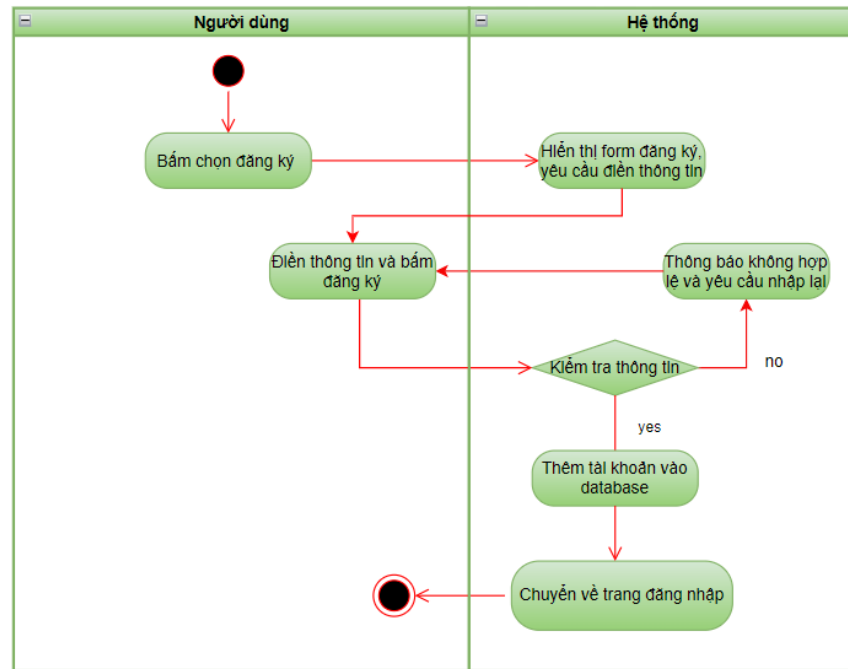 Người dùng
Hệ thống
Bấm chọn đăng ký
Hiển thị form đăng ký,
yêu cầu điền thông tin
Điền thông tin và bấm
đăng ký
Thông báo không hợp
lệ và yêu cầu nhập lại
Kiểm tra thông tin
no
yes
Thêm tài khoản vào
database
Chuyển về trang đăng nhập